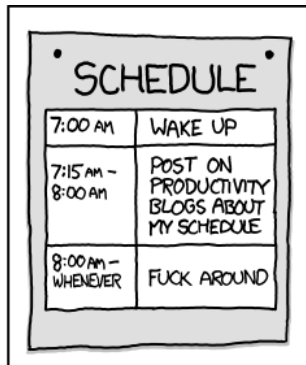 SCHEDULE
7:00 AM WAKE UP
7:15 AM –
8:00 AM
POST ON
PRODUCTIVITY
BLOGS ABOUT
MY SCHEDULE
8:00 AM –
WHENEVER
FUCK AROUND